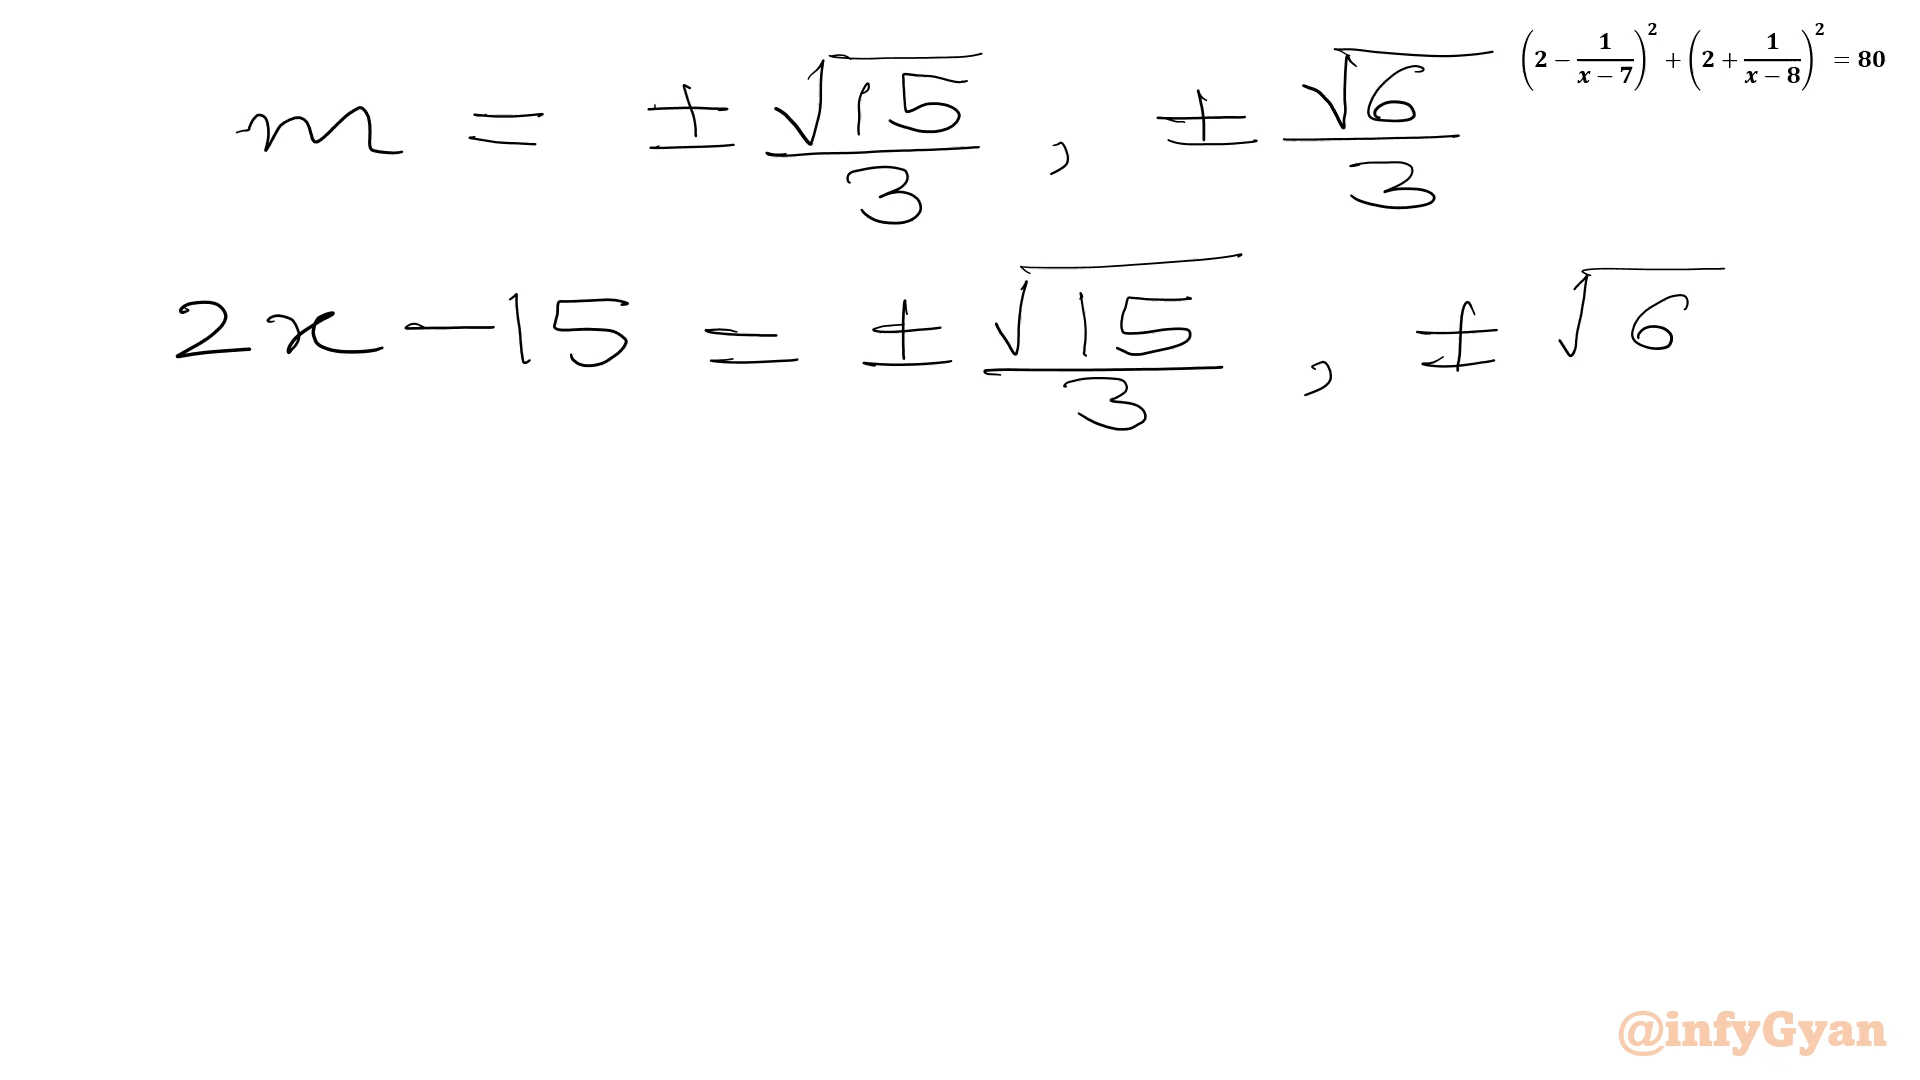 (2 − 1/(x − 7))² + (2 + 1/(x − 8))² = 80
m = ± √15/3 , ± √6/3
2x − 15 = ± √15/3 , ± √6
@infyGyan